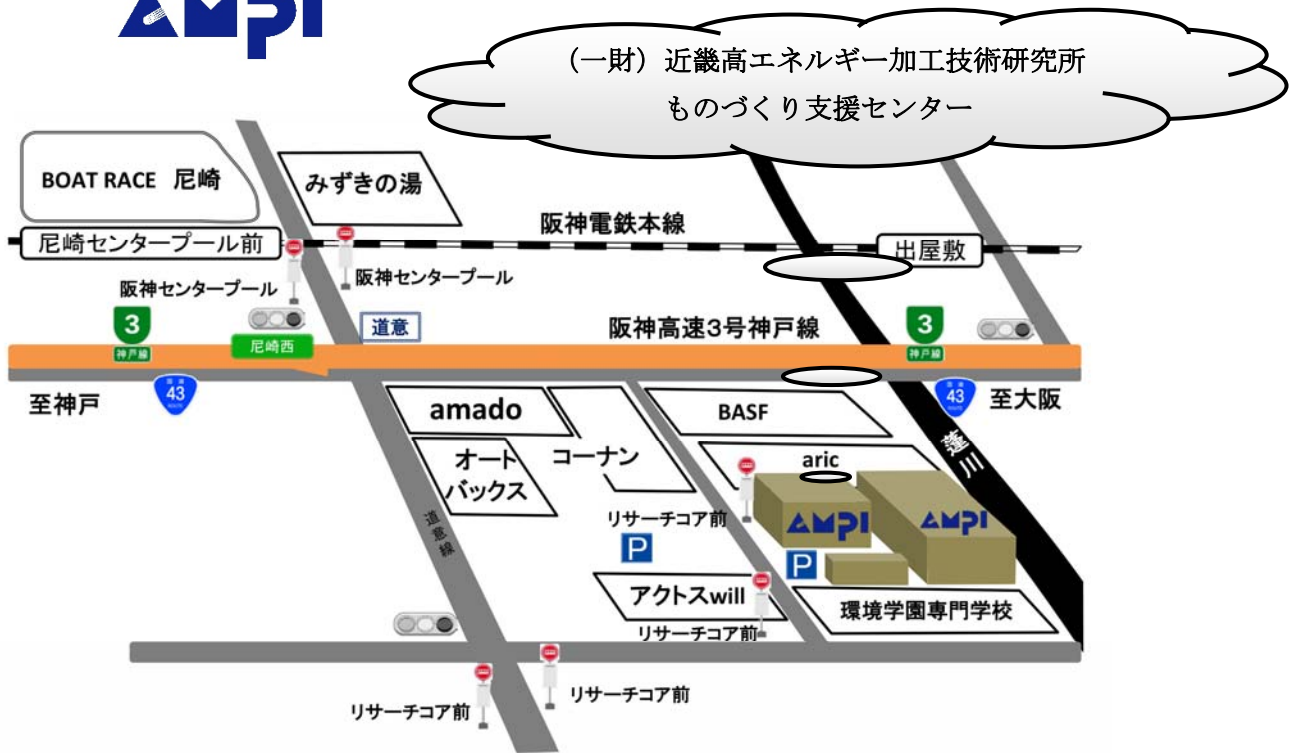 AMPI
（一財）近畿高エネルギー加工技術研究所
ものづくり支援センター
BOAT RACE 尼崎
みずきの湯
阪神電鉄本線
尼崎センタープール前
出屋敷
阪神センタープール
阪神センタープール
3
神戸線
尼崎西
道意
阪神高速3号神戸線
3
神戸線
至神戸
43
43
至大阪
amado
BASF
蓬川
オート
バックス
コーナン
aric
リサーチコア前
AMPI
AMPI
道意線
P
P
アクトスwill
環境学園専門学校
リサーチコア前
リサーチコア前
リサーチコア前